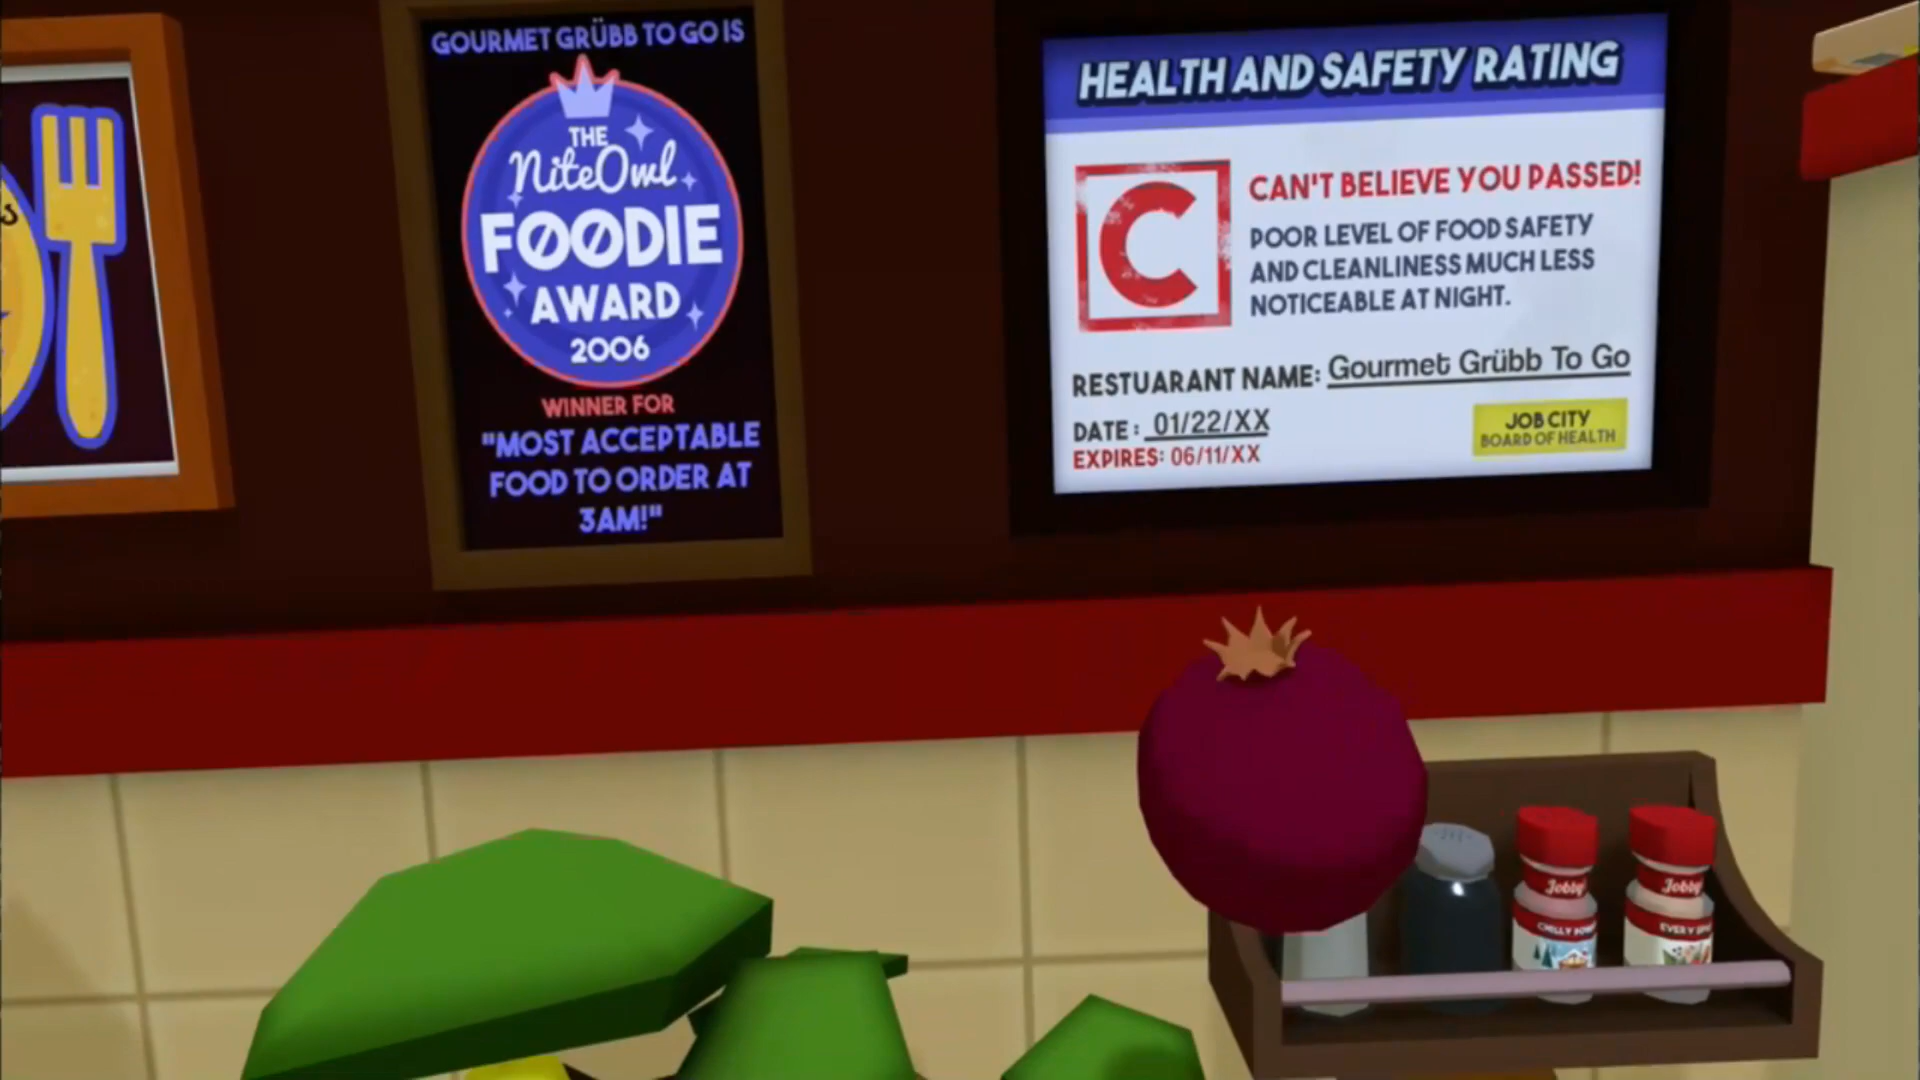 GOURMET GRÜBB TO GO IS
THE
NiteOwl
FØØDIE
AWARD
2006
WINNER FOR
"MOST ACCEPTABLE
FOOD TO ORDER AT
3AM!"
HEALTH AND SAFETY RATING
C
CAN'T BELIEVE YOU PASSED!
POOR LEVEL OF FOOD SAFETY
AND CLEANLINESS MUCH LESS
NOTICEABLE AT NIGHT.
RESTUARANT NAME: Gourmet Grübb To Go
DATE: 01/22/XX
EXPIRES: 06/11/XX
JOB CITY
BOARD OF HEALTH
Jobby
CHILLY
Jobby
EVERY